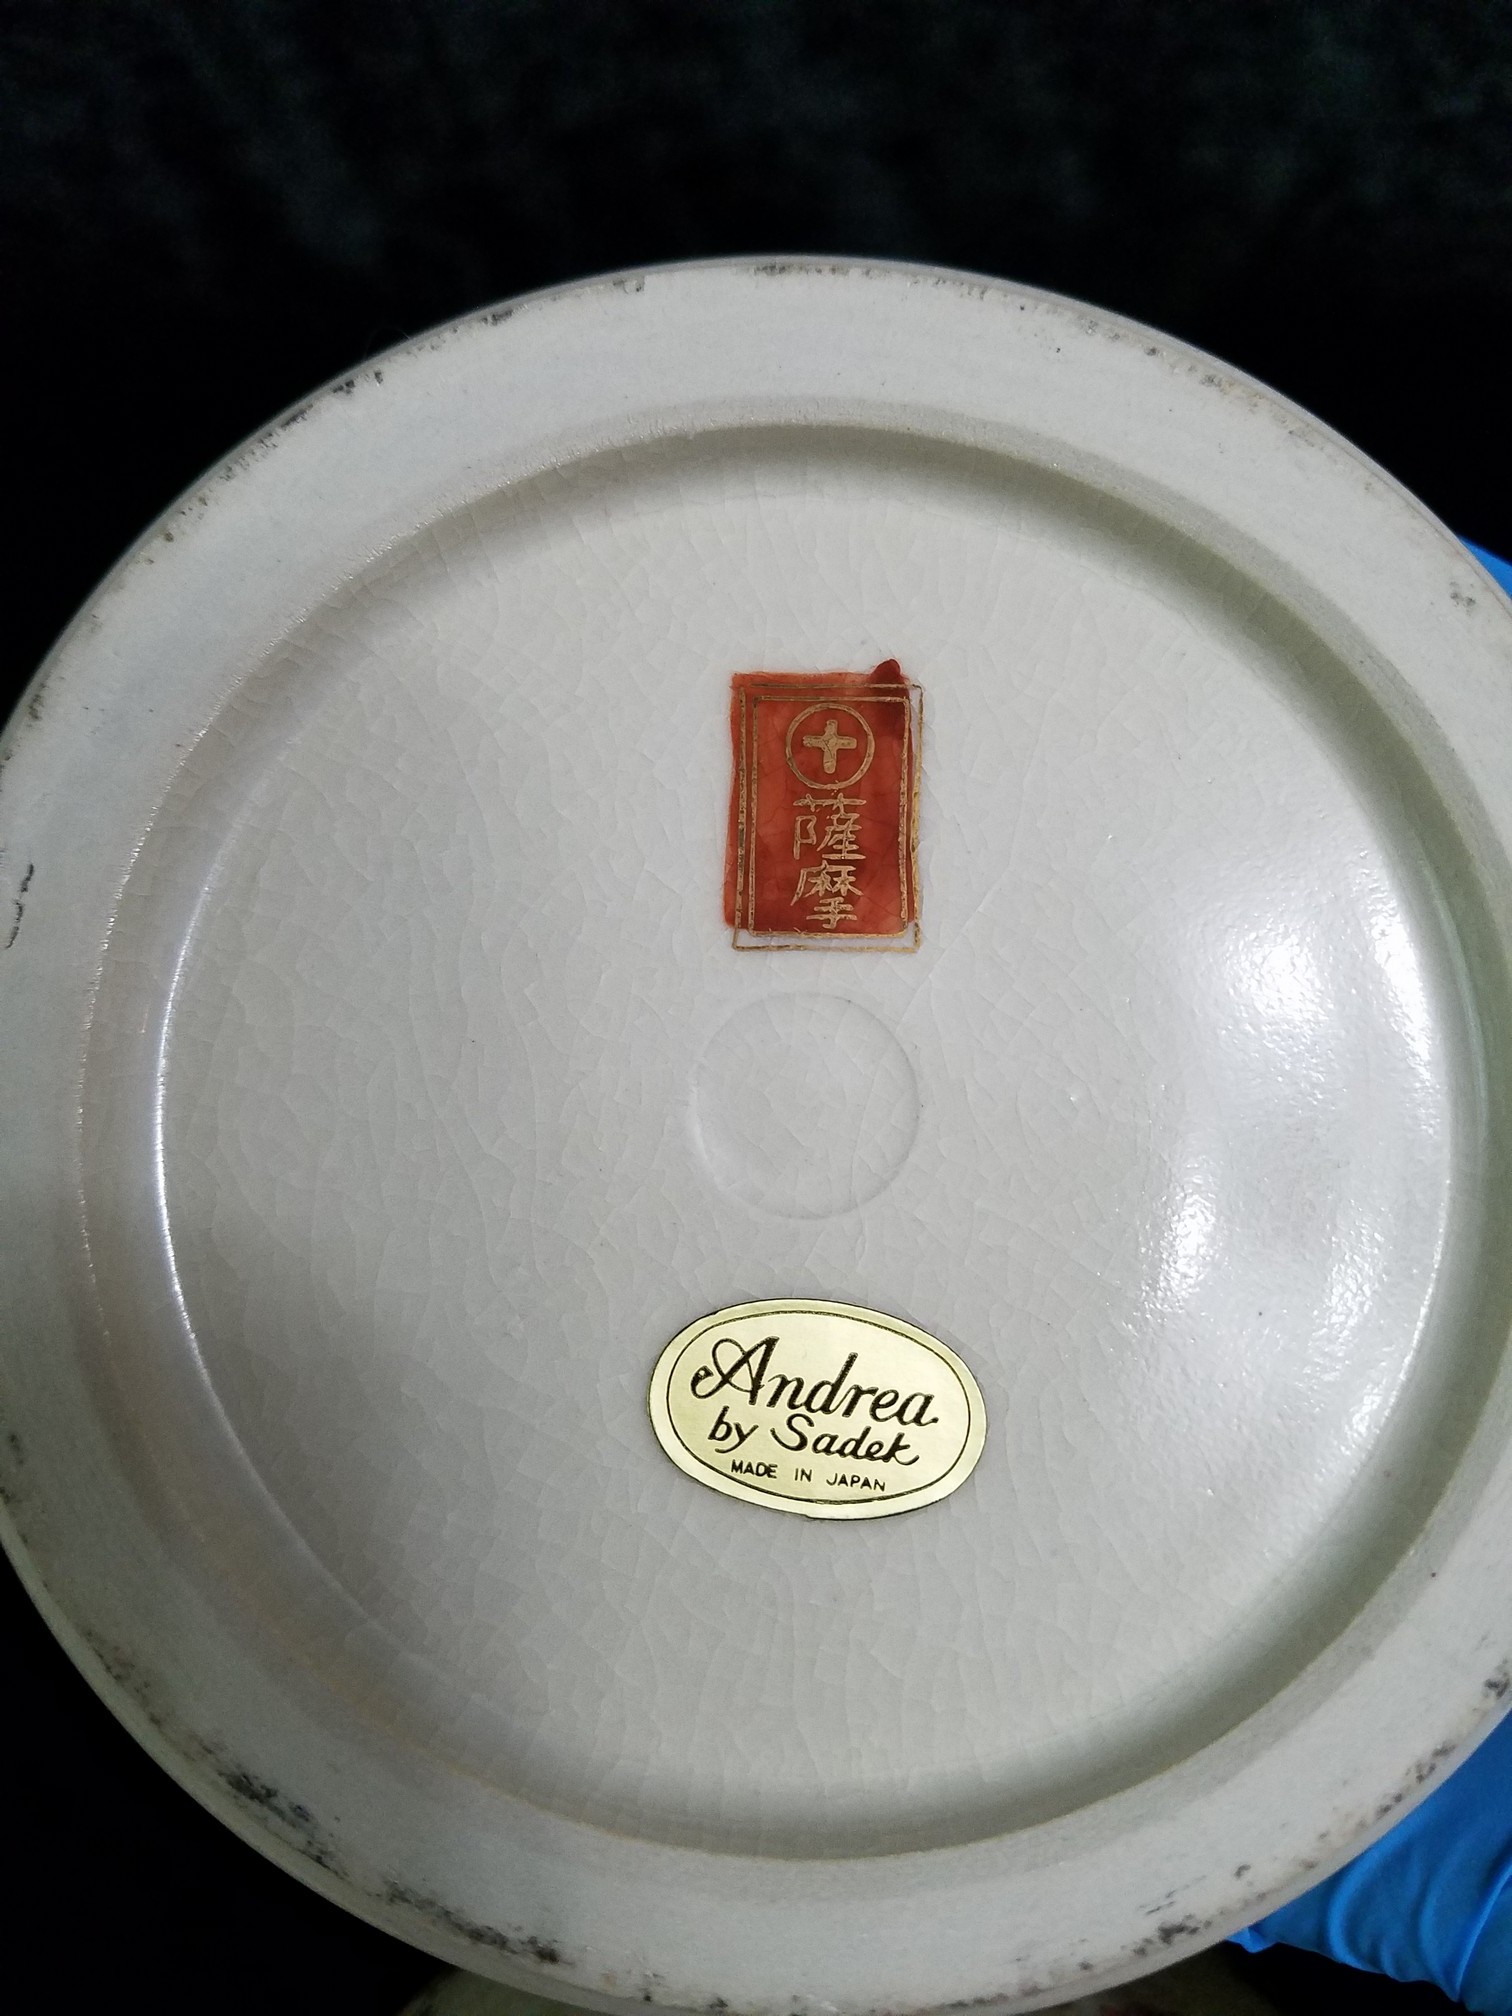 薩
摩
Andrea
by Sadek
MADE IN JAPAN